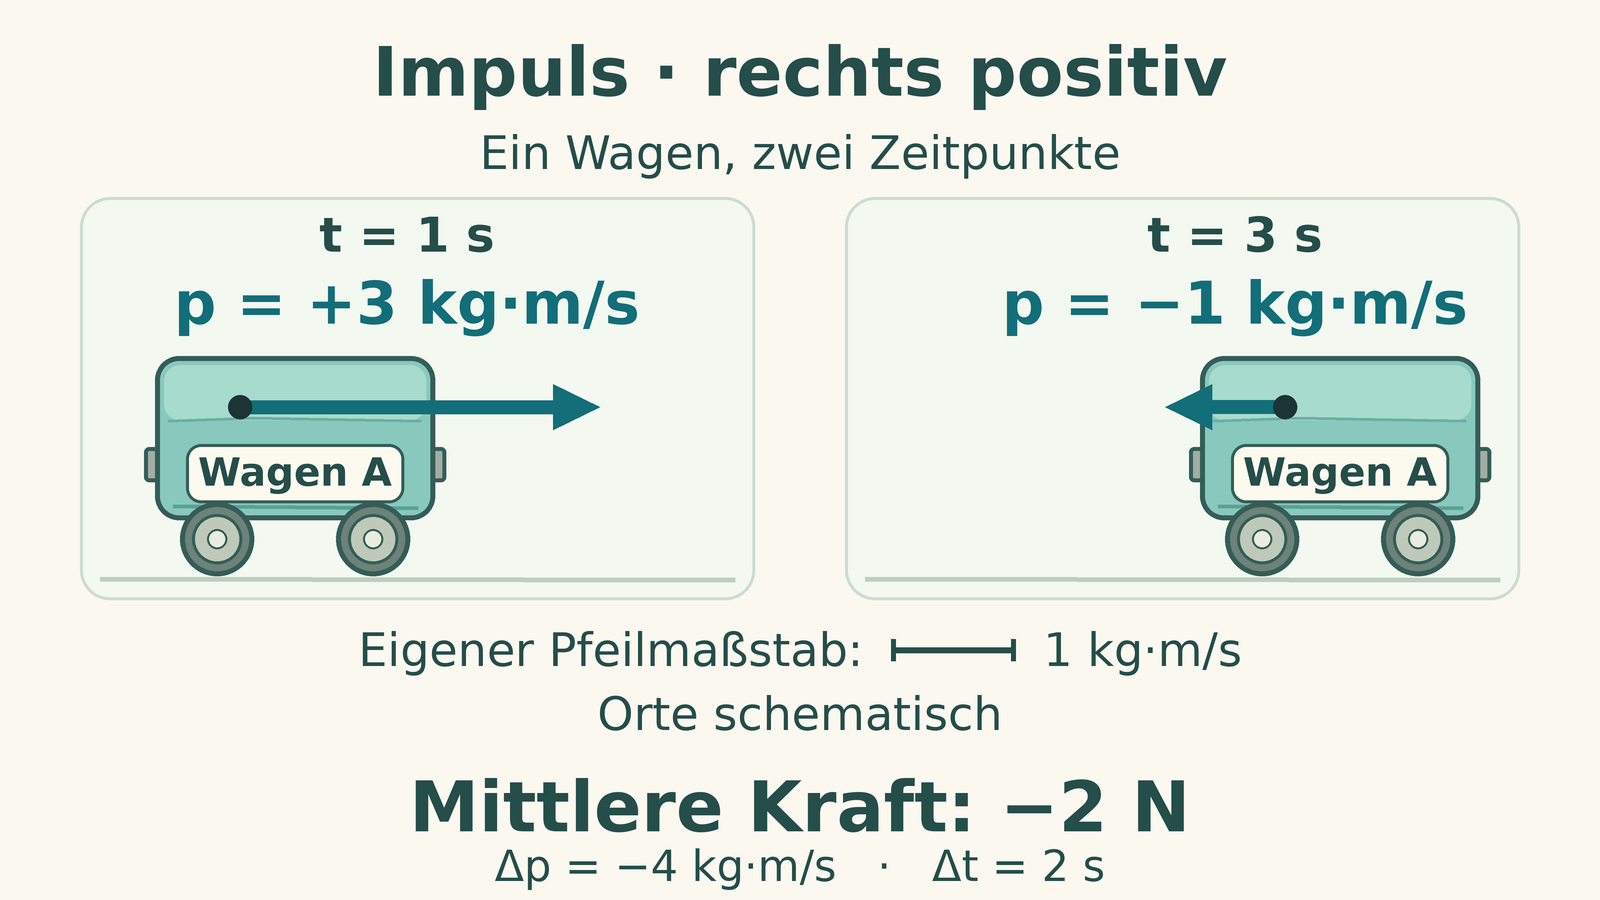 Impuls · rechts positiv
Ein Wagen, zwei Zeitpunkte
t = 1 s
p = +3 kg·m/s
Wagen A
t = 3 s
p = −1 kg·m/s
Wagen A
Eigener Pfeilmaßstab: 1 kg·m/s
Orte schematisch
Mittlere Kraft: −2 N
Δp = −4 kg·m/s · Δt = 2 s